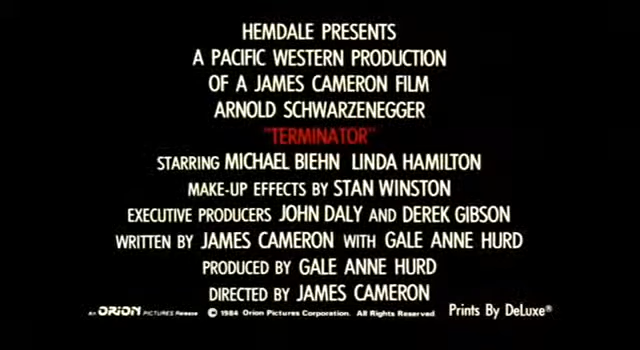 HEMDALE PRESENTS
A PACIFIC WESTERN PRODUCTION
OF A JAMES CAMERON FILM
ARNOLD SCHWARZENEGGER
"TERMINATOR"
STARRING MICHAEL BIEHN LINDA HAMILTON
MAKE-UP EFFECTS BY STAN WINSTON
EXECUTIVE PRODUCERS JOHN DALY AND DEREK GIBSON
WRITTEN BY JAMES CAMERON WITH GALE ANNE HURD
PRODUCED BY GALE ANNE HURD
DIRECTED BY JAMES CAMERON
An ORION PICTURES Release © 1984 Orion Pictures Corporation. All Rights Reserved Prints By DeLuxe®